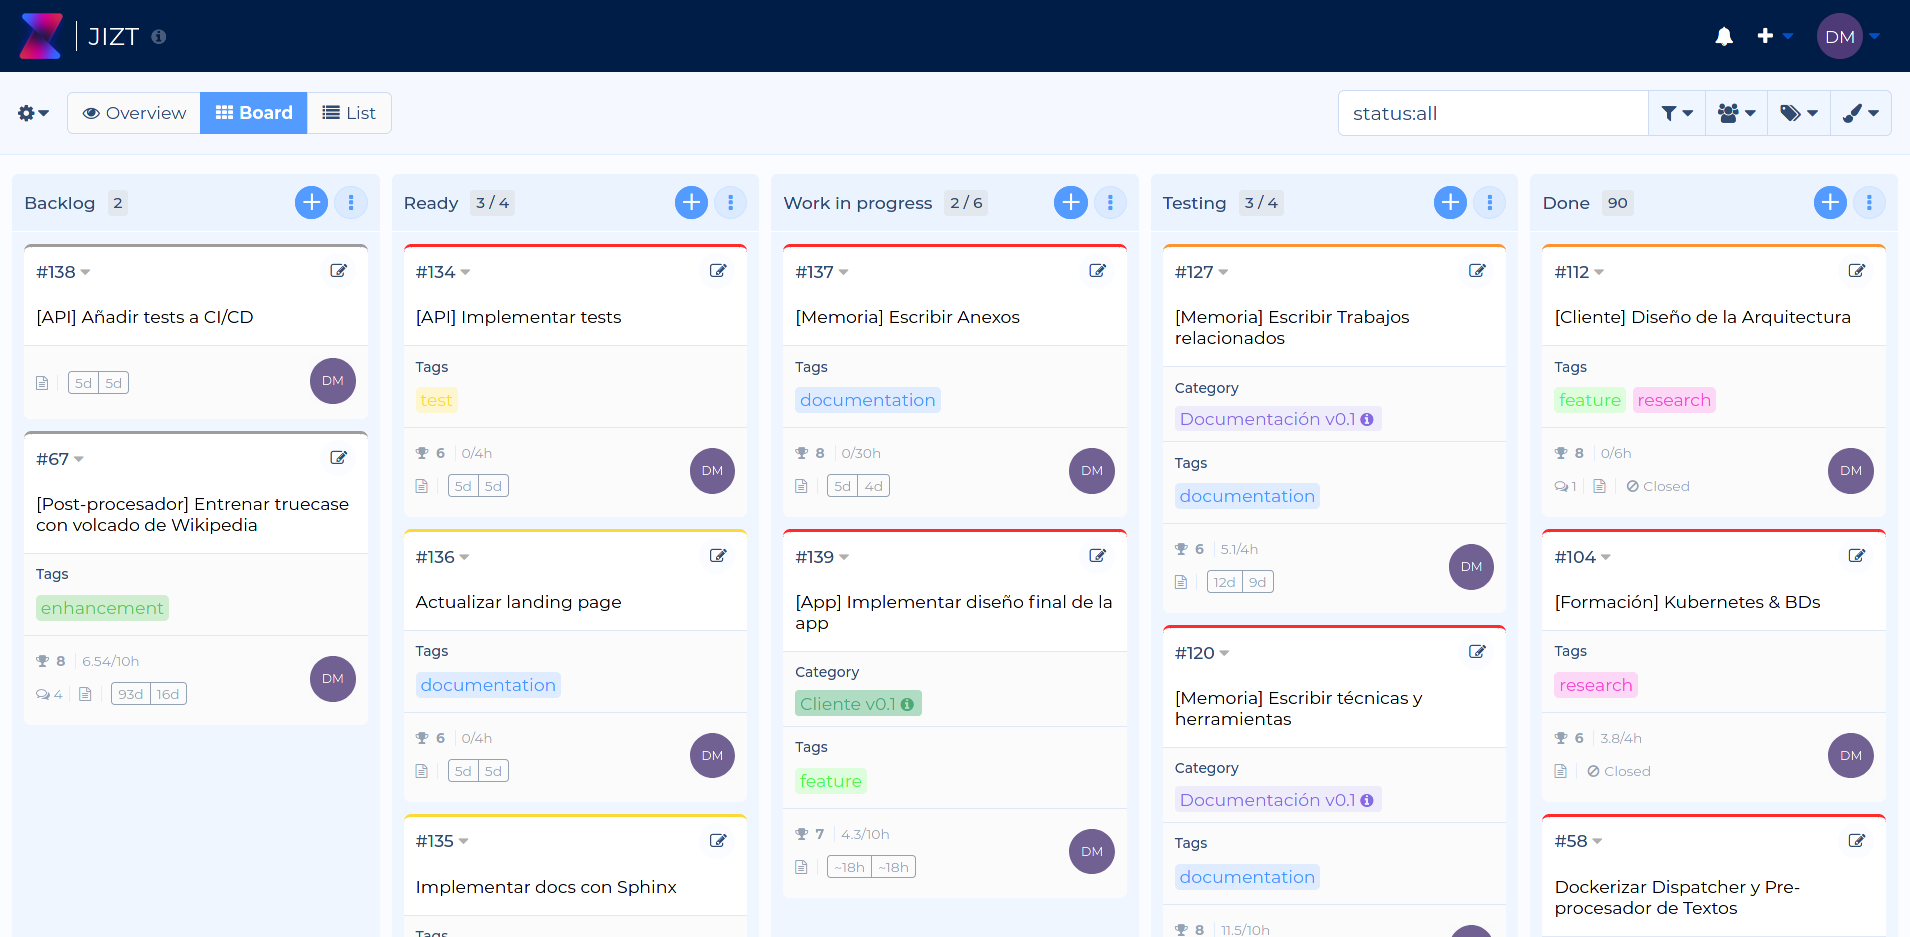 JIZT
DM
Overview
Board
List
status:all
Backlog 2
#138
[API] Añadir tests a CI/CD
5d 5d
DM
#67
[Post-procesador] Entrenar truecase
con volcado de Wikipedia
Tags
enhancement
8 6.54/10h
4 93d 16d
DM
Ready 3 / 4
#134
[API] Implementar tests
Tags
test
6 0/4h
5d 5d
DM
#136
Actualizar landing page
Tags
documentation
6 0/4h
5d 5d
DM
#135
Implementar docs con Sphinx
Tags
Work in progress 2 / 6
#137
[Memoria] Escribir Anexos
Tags
documentation
8 0/30h
5d 4d
DM
#139
[App] Implementar diseño final de la
app
Category
Cliente v0.1
Tags
feature
7 4.3/10h
~18h ~18h
DM
Testing 3 / 4
#127
[Memoria] Escribir Trabajos
relacionados
Category
Documentación v0.1
Tags
documentation
6 5.1/4h
12d 9d
DM
#120
[Memoria] Escribir técnicas y
herramientas
Category
Documentación v0.1
Tags
documentation
8 11.5/10h
Done 90
#112
[Cliente] Diseño de la Arquitectura
Tags
feature research
8 0/6h
1 Closed
DM
#104
[Formación] Kubernetes & BDs
Tags
research
6 3.8/4h
Closed
DM
#58
Dockerizar Dispatcher y Pre-
procesador de Textos